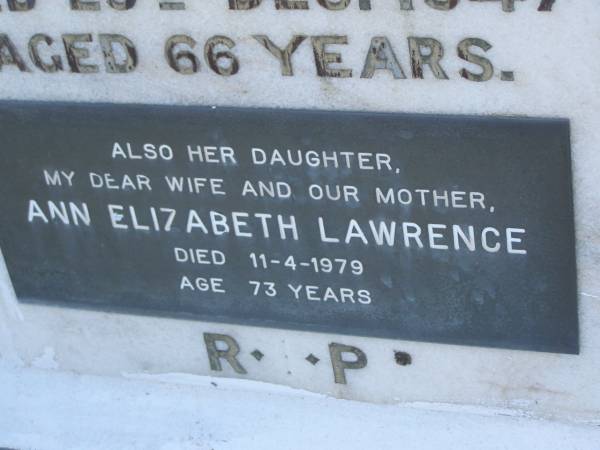 AGED 66 YEARS.
ALSO HER DAUGHTER,
MY DEAR WIFE AND OUR MOTHER,
ANN ELIZABETH LAWRENCE
DIED 11-4-1979
AGE 73 YEARS
R · · P ·